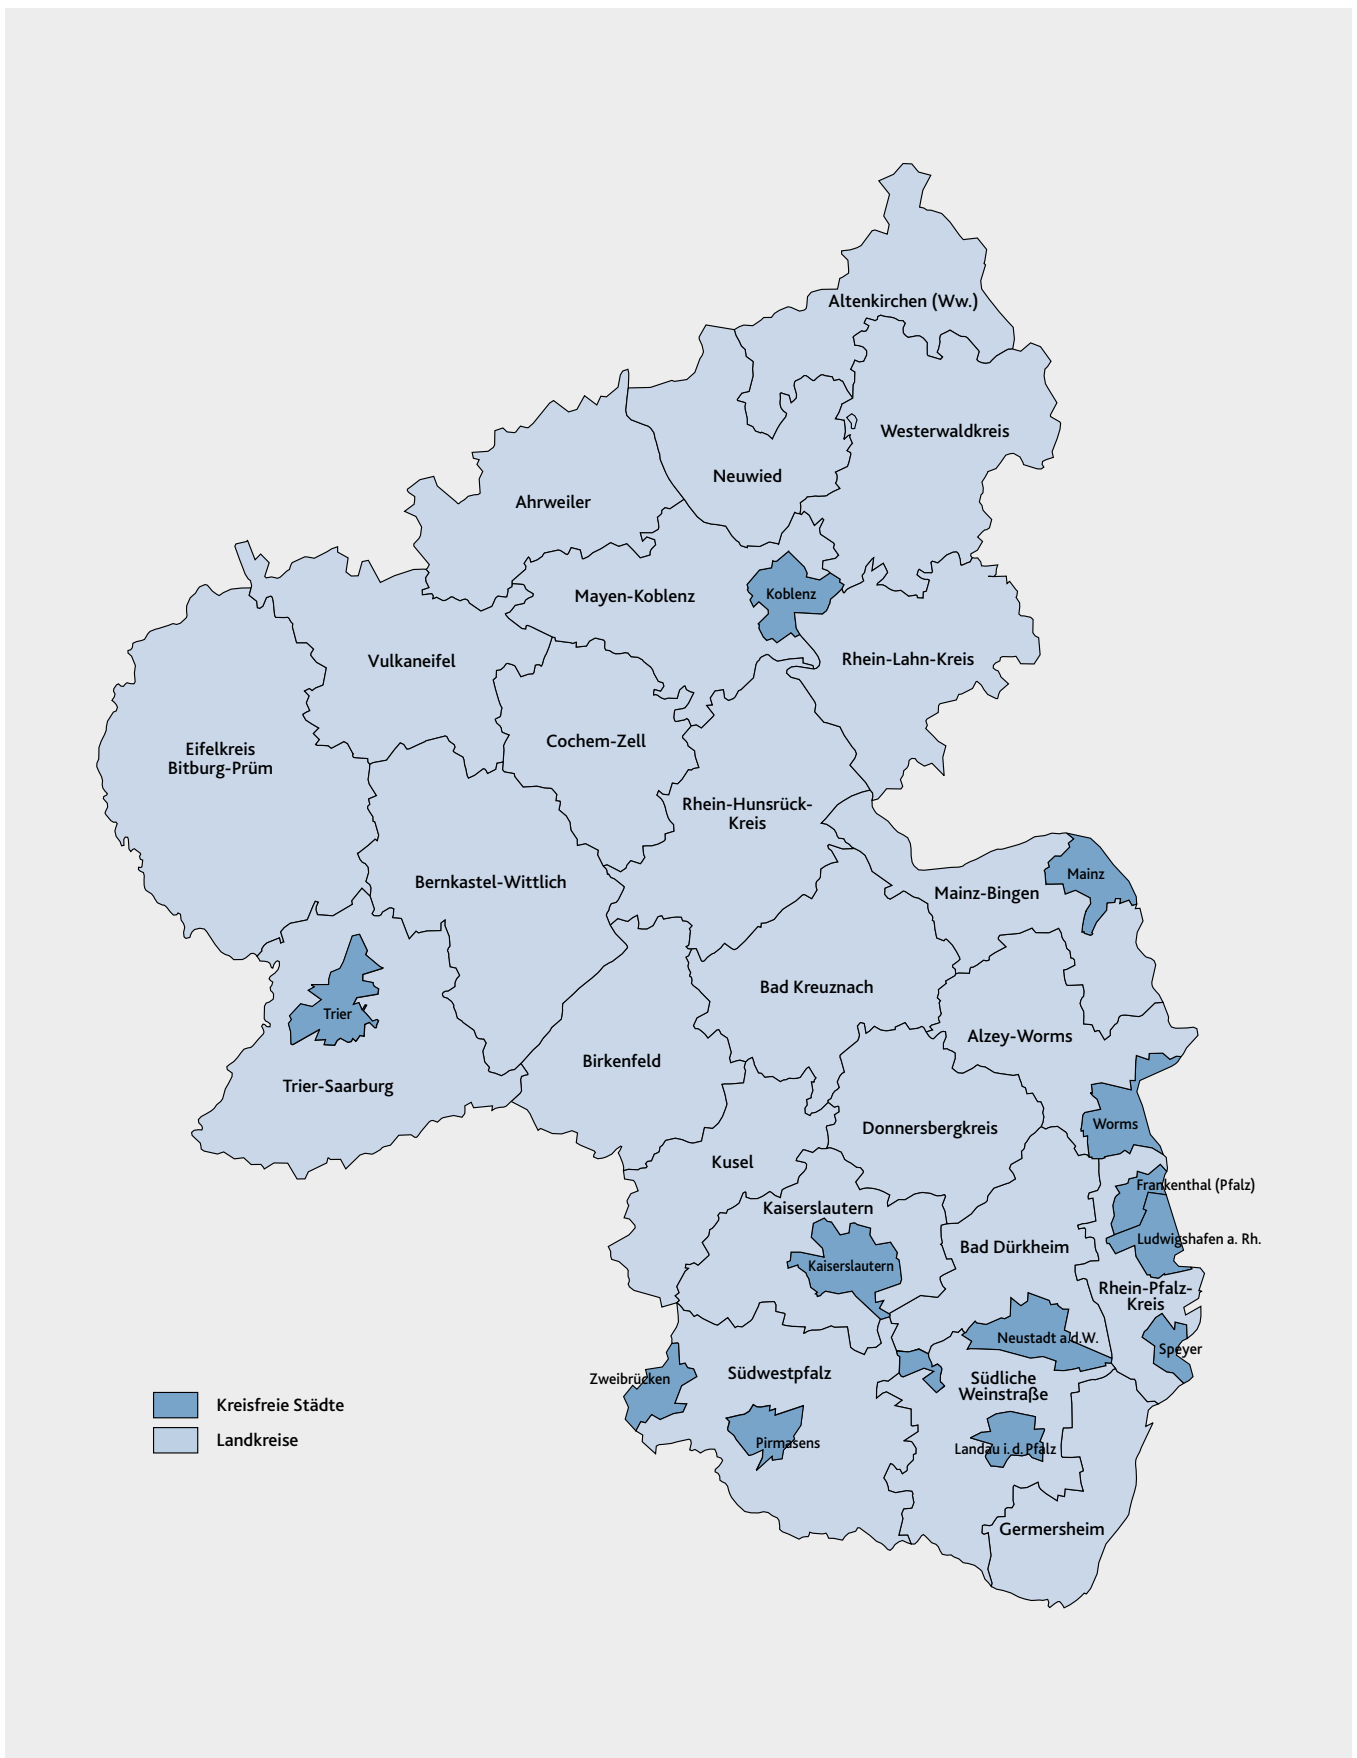 Altenkirchen (Ww.)
Westerwaldkreis
Neuwied
Ahrweiler
Koblenz
Mayen-Koblenz
Rhein-Lahn-Kreis
Vulkaneifel
Cochem-Zell
Eifelkreis
Bitburg-Prüm
Rhein-Hunsrück-
Kreis
Mainz
Bernkastel-Wittlich
Mainz-Bingen
Bad Kreuznach
Trier
Alzey-Worms
Birkenfeld
Trier-Saarburg
Worms
Donnersbergkreis
Kusel
Frankenthal (Pfalz)
Kaiserslautern
Ludwigshafen a. Rh.
Bad Dürkheim
Kaiserslautern
Rhein-Pfalz-
Kreis
Neustadt a.d.W.
Speyer
Südwestpfalz
Zweibrücken
Südliche
Weinstraße
Pirmasens
Landau i. d. Pfalz
Germersheim
Kreisfreie Städte
Landkreise